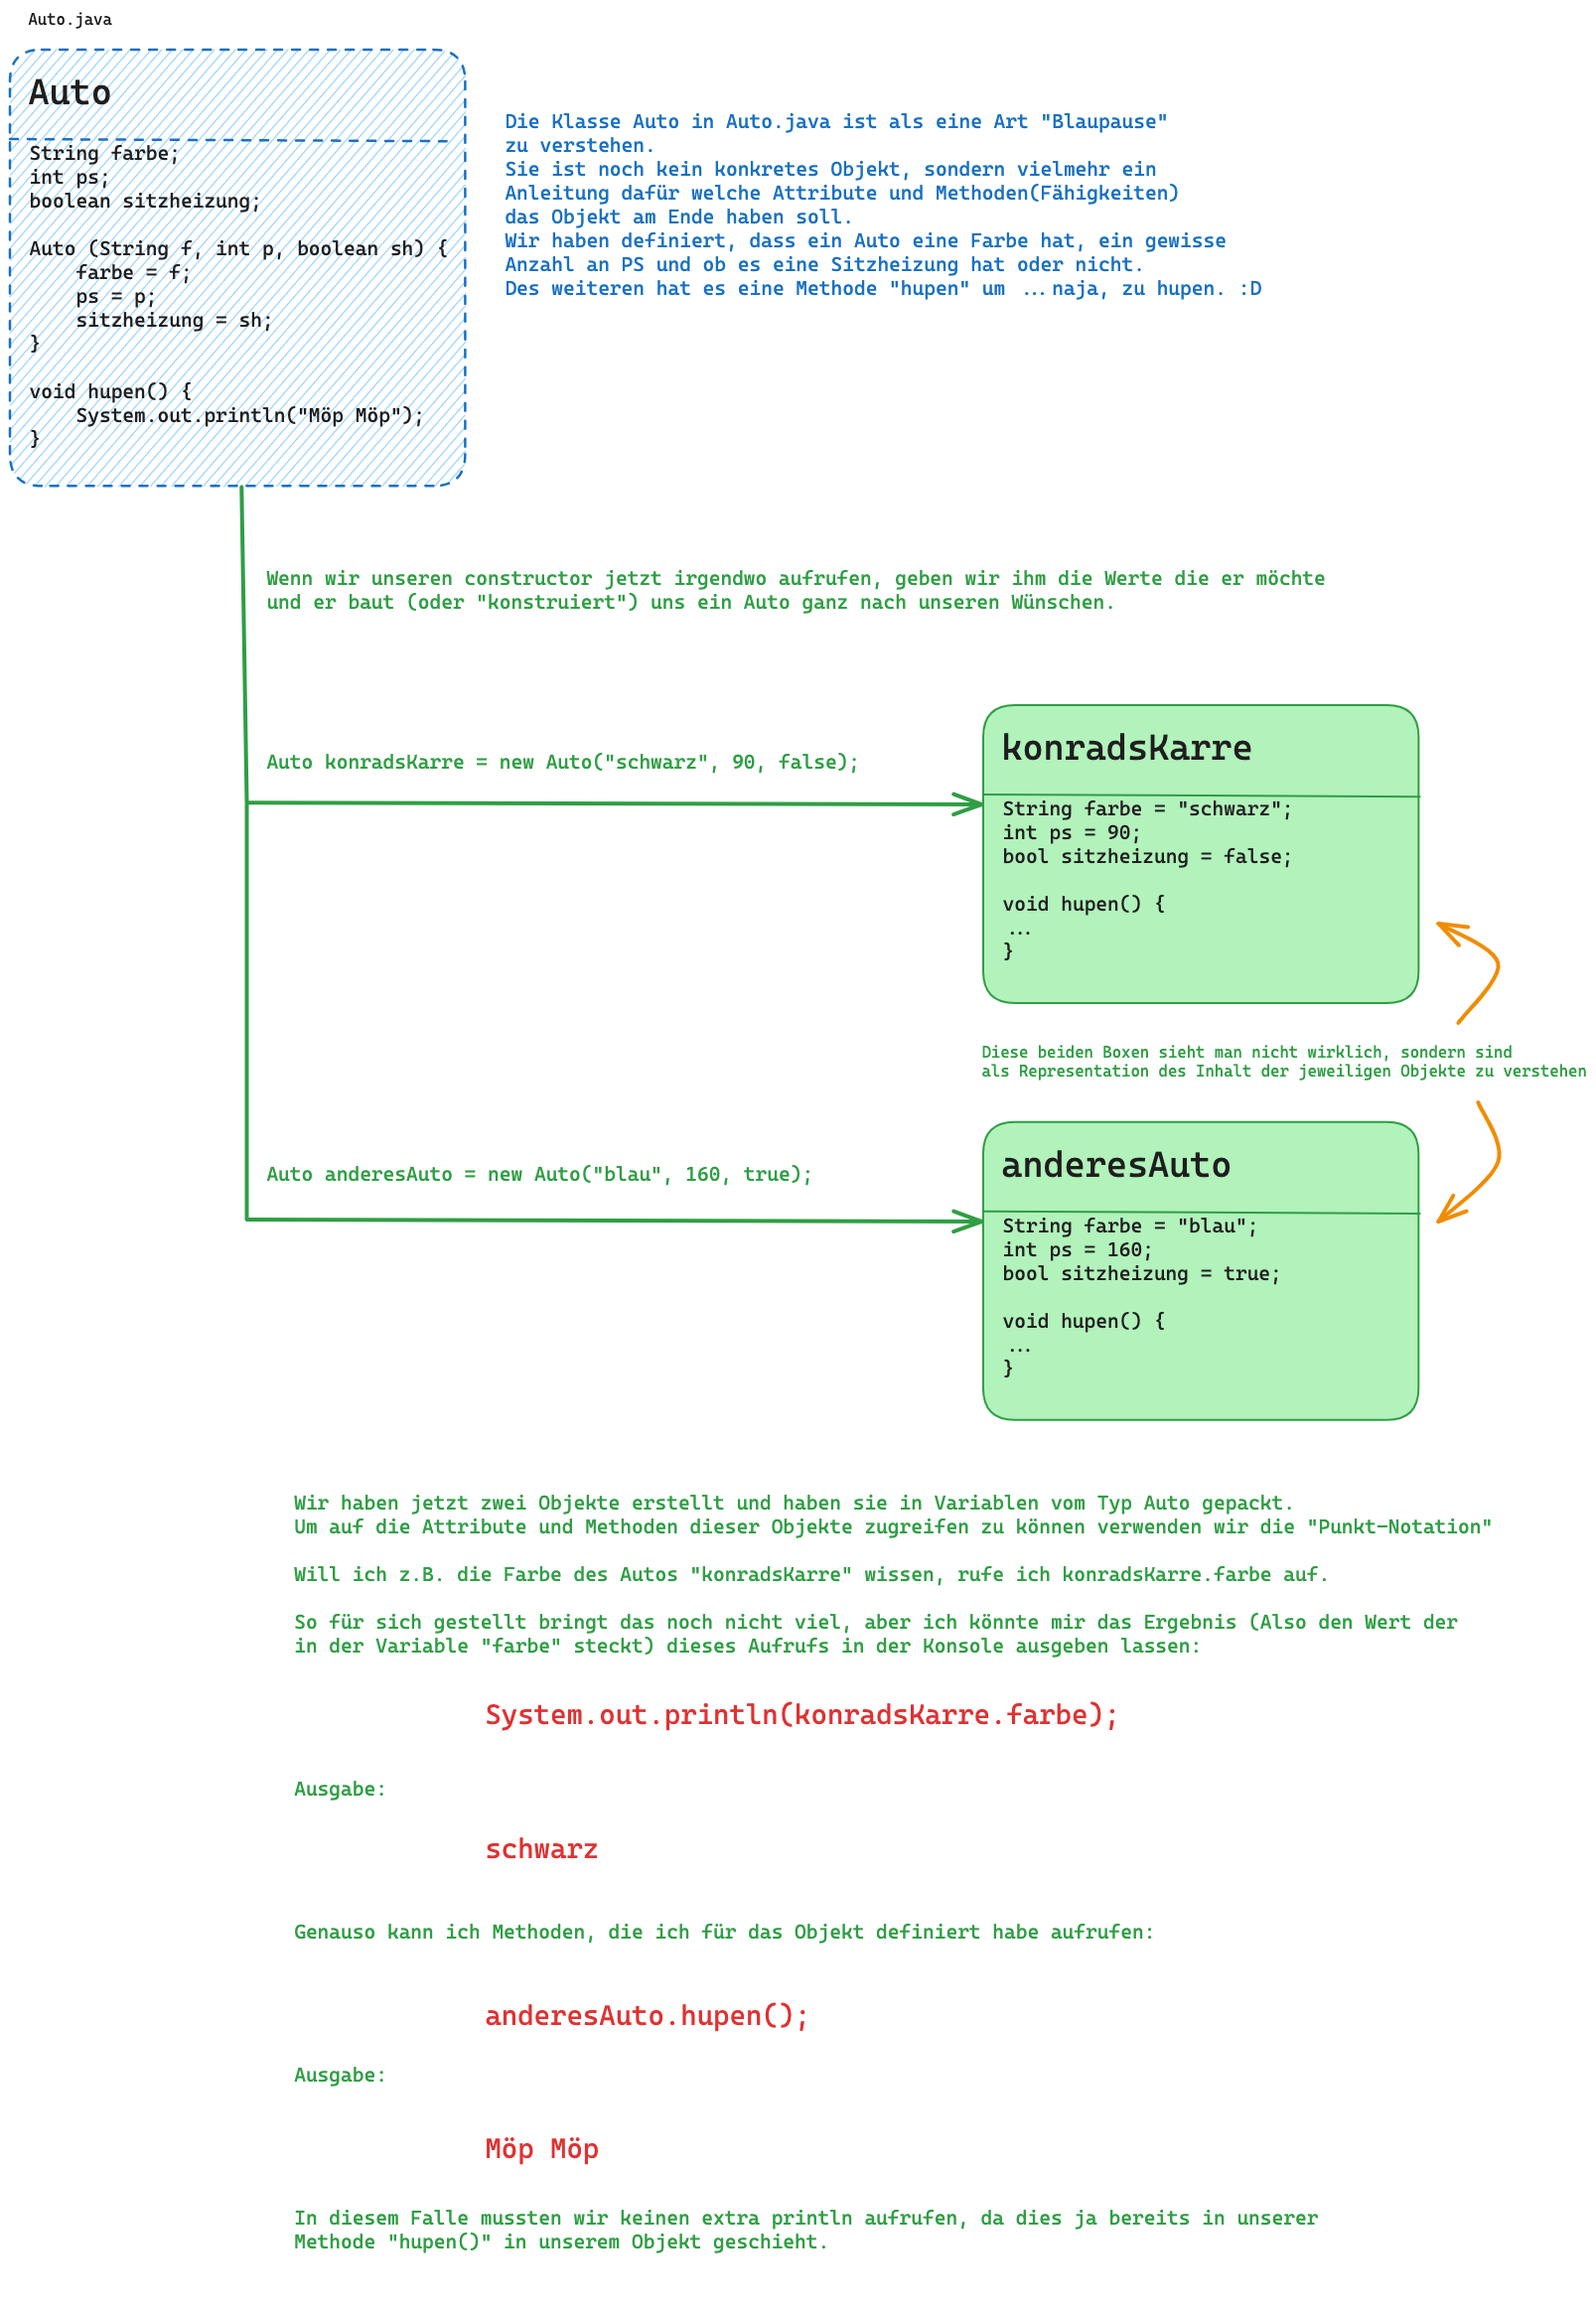 Auto.java
Auto
String farbe;
int ps;
boolean sitzheizung;
Auto (String f, int p, boolean sh) {
farbe = f;
ps = p;
sitzheizung = sh;
}
void hupen() {
System.out.println("Möp Möp");
}
Die Klasse Auto in Auto.java ist als eine Art "Blaupause"
zu verstehen.
Sie ist noch kein konkretes Objekt, sondern vielmehr ein
Anleitung dafür welche Attribute und Methoden(Fähigkeiten)
das Objekt am Ende haben soll.
Wir haben definiert, dass ein Auto eine Farbe hat, ein gewisse
Anzahl an PS und ob es eine Sitzheizung hat oder nicht.
Des weiteren hat es eine Methode "hupen" um ...naja, zu hupen. :D
Wenn wir unseren constructor jetzt irgendwo aufrufen, geben wir ihm die Werte die er möchte
und er baut (oder "konstruiert") uns ein Auto ganz nach unseren Wünschen.
Auto konradsKarre = new Auto("schwarz", 90, false);
konradsKarre
String farbe = "schwarz";
int ps = 90;
bool sitzheizung = false;
void hupen() {
...
}
Diese beiden Boxen sieht man nicht wirklich, sondern sind
als Representation des Inhalt der jeweiligen Objekte zu verstehen
Auto anderesAuto = new Auto("blau", 160, true);
anderesAuto
String farbe = "blau";
int ps = 160;
bool sitzheizung = true;
void hupen() {
...
}
Wir haben jetzt zwei Objekte erstellt und haben sie in Variablen vom Typ Auto gepackt.
Um auf die Attribute und Methoden dieser Objekte zugreifen zu können verwenden wir die "Punkt-Notation"
Will ich z.B. die Farbe des Autos "konradsKarre" wissen, rufe ich konradsKarre.farbe auf.
So für sich gestellt bringt das noch nicht viel, aber ich könnte mir das Ergebnis (Also den Wert der
in der Variable "farbe" steckt) dieses Aufrufs in der Konsole ausgeben lassen:
System.out.println(konradsKarre.farbe);
Ausgabe:
schwarz
Genauso kann ich Methoden, die ich für das Objekt definiert habe aufrufen:
anderesAuto.hupen();
Ausgabe:
Möp Möp
In diesem Falle mussten wir keinen extra println aufrufen, da dies ja bereits in unserer
Methode "hupen()" in unserem Objekt geschieht.